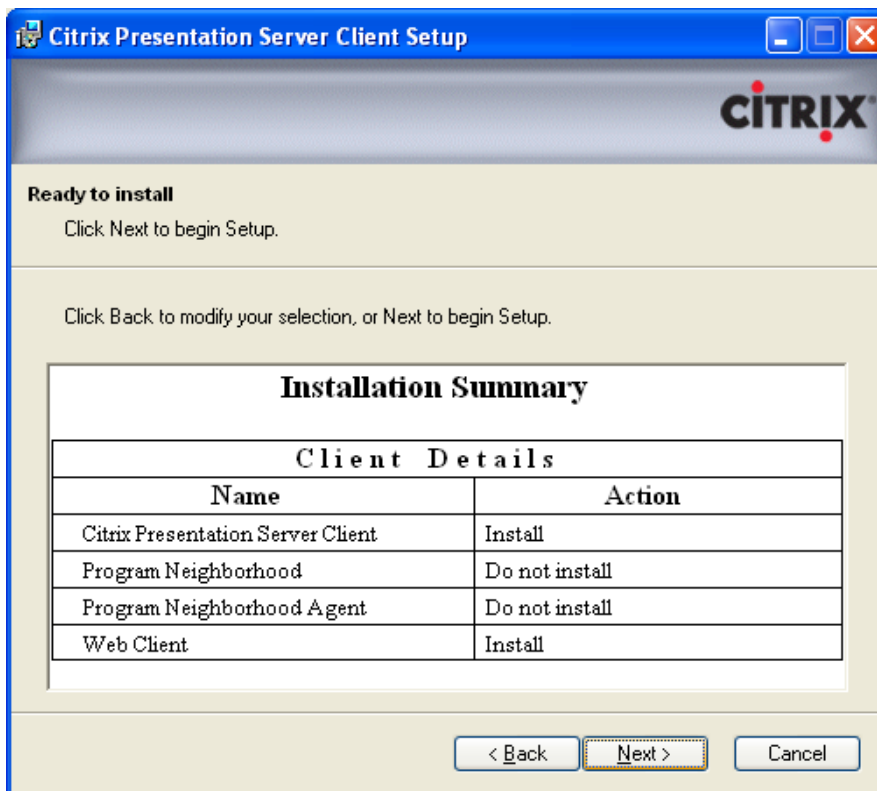 Citrix Presentation Server Client Setup
CITRIX
Ready to install
Click Next to begin Setup.
Click Back to modify your selection, or Next to begin Setup.
Installation Summary
Client Details
Name Action
Citrix Presentation Server Client Install
Program Neighborhood Do not install
Program Neighborhood Agent Do not install
Web Client Install
< Back Next > Cancel